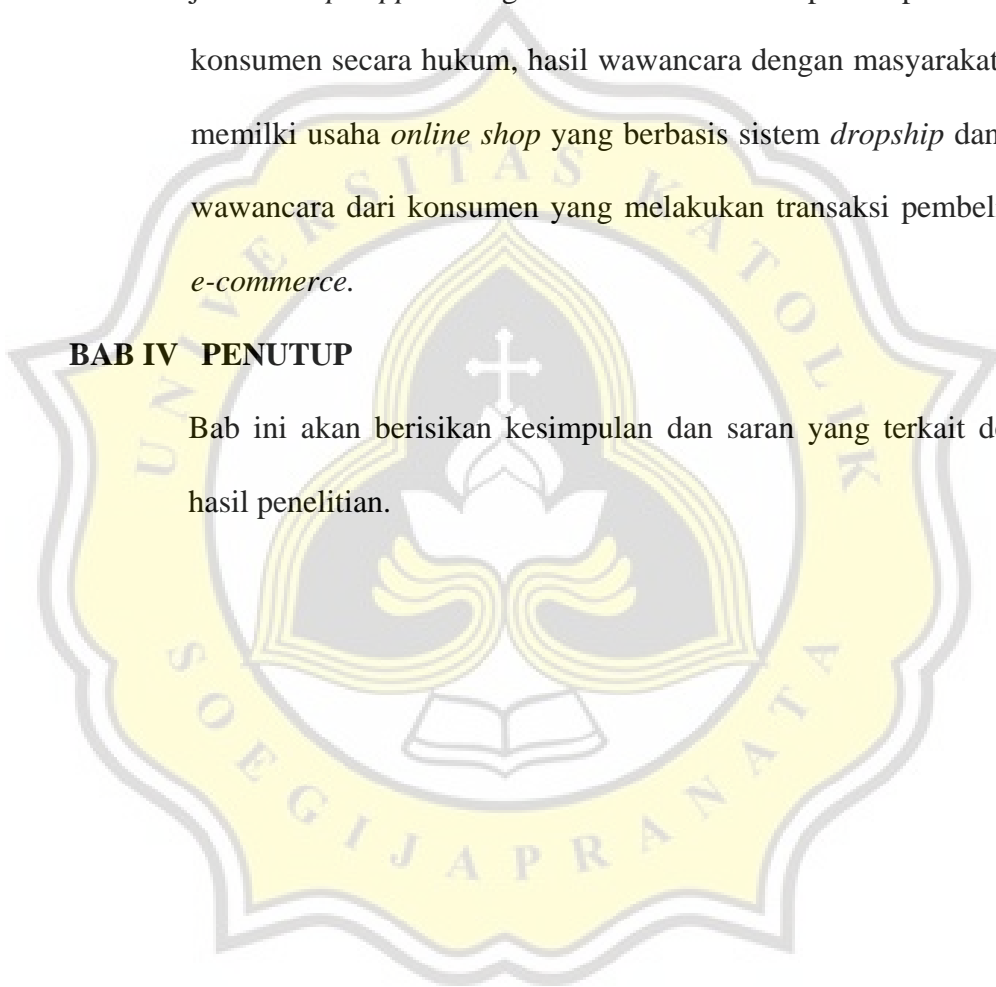 konsumen secara hukum, hasil wawancara dengan masyarakat
memilki usaha online shop yang berbasis sistem dropship dan
wawancara dari konsumen yang melakukan transaksi pembel
e-commerce.
BAB IV PENUTUP
Bab ini akan berisikan kesimpulan dan saran yang terkait de
hasil penelitian.
UNIVERSITAS KATOLIK
SOEGIJAPRANATA